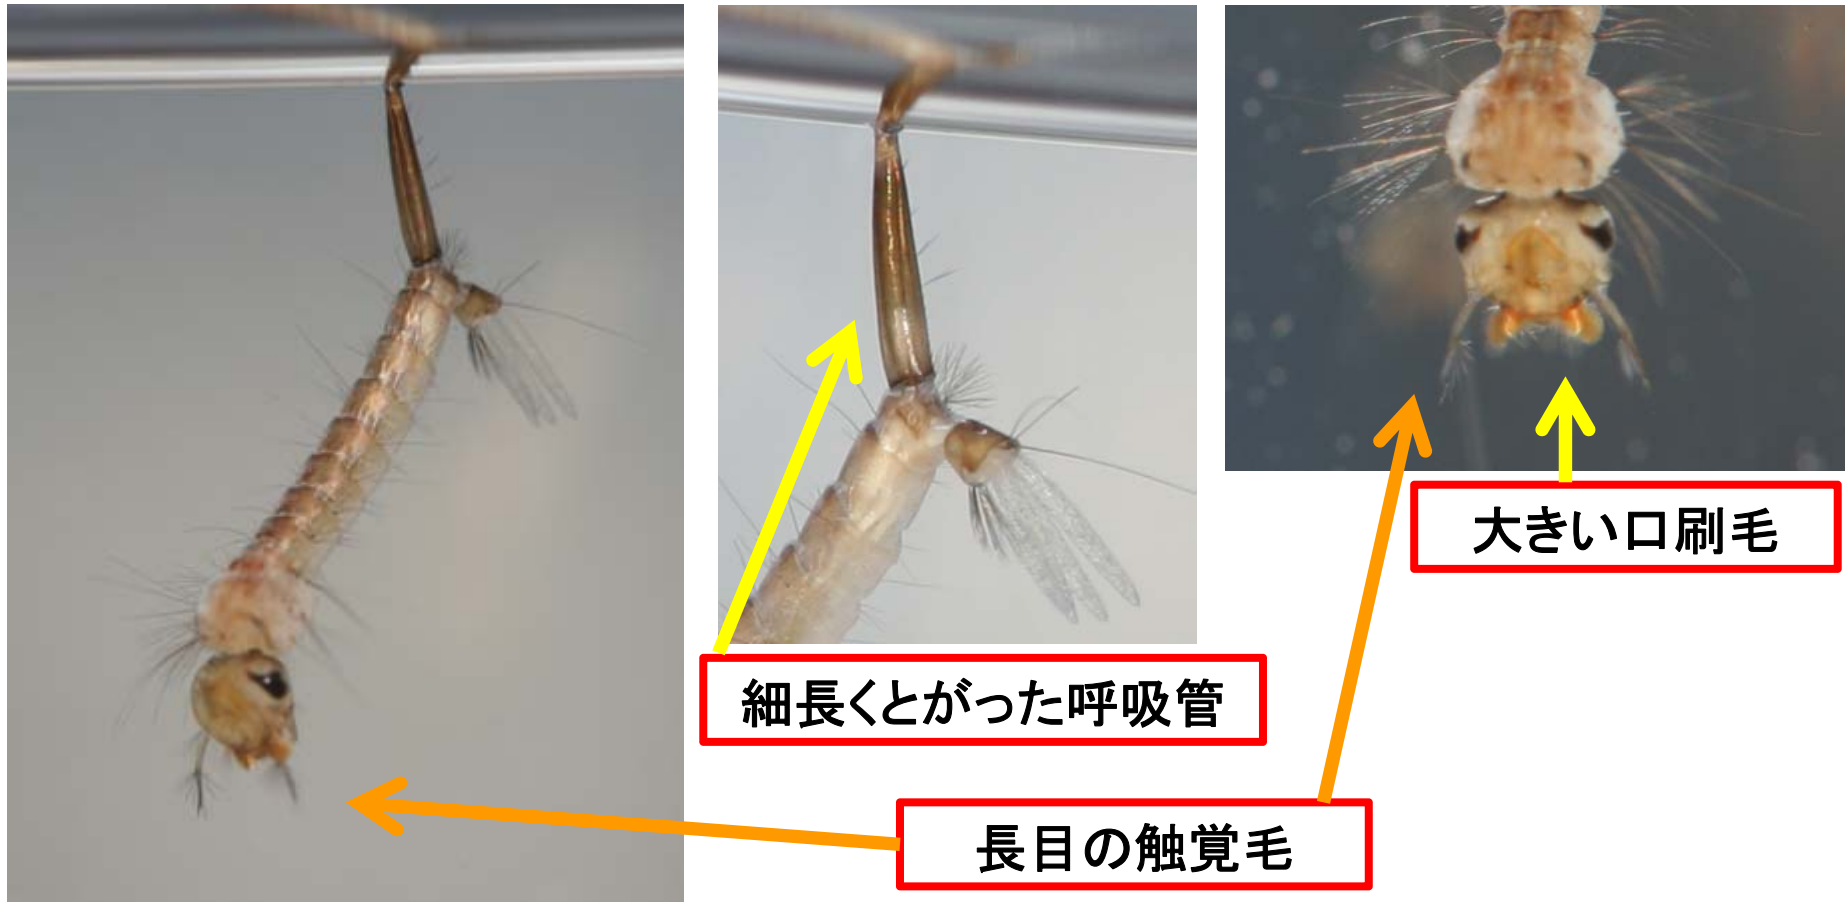 大きい口刷毛
細長くとがった呼吸管
長目の触覚毛